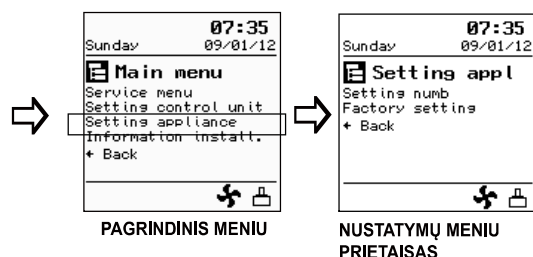 07:35
Sunday 09/01/12
Main menu
Service menu
Setting control unit
Setting appliance
Information install.
← Back
PAGRINDINIS MENIU
07:35
Sunday 09/01/12
Setting appl
Setting numb
Factory setting
← Back
NUSTATYMŲ MENIU
PRIETAISAS